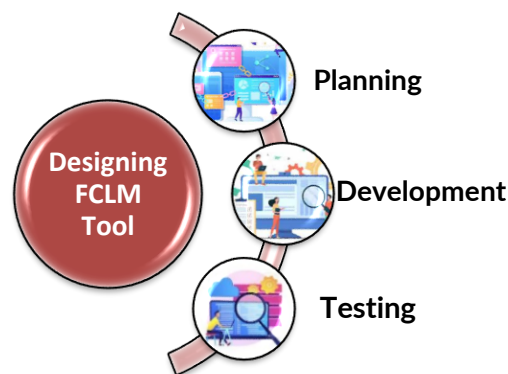 Designing
FCLM
Tool
Planning
Development
Testing